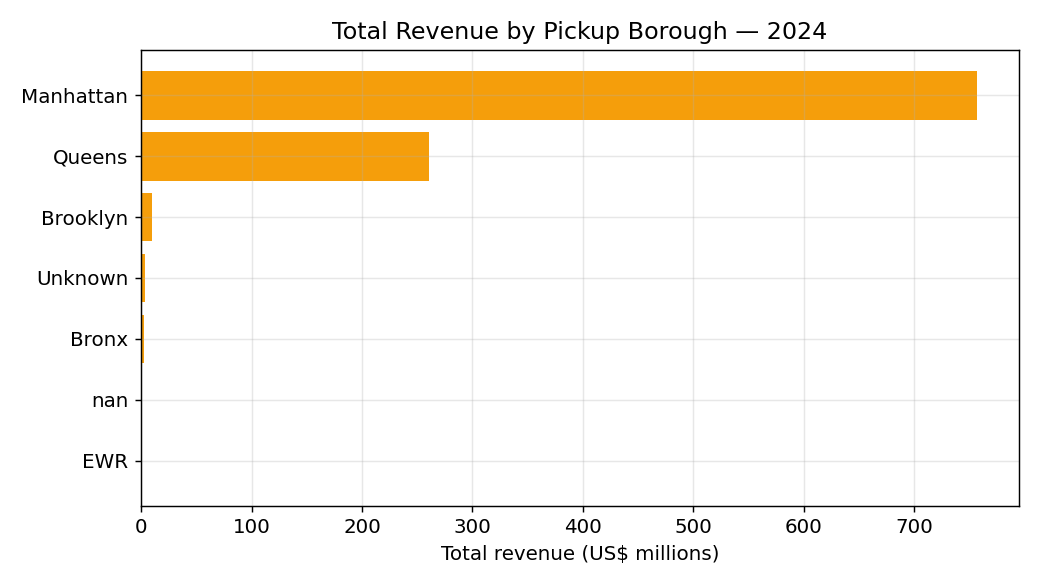 Total Revenue by Pickup Borough — 2024
Manhattan
Queens
Brooklyn
Unknown
Bronx
nan
EWR
0 100 200 300 400 500 600 700
Total revenue (US$ millions)